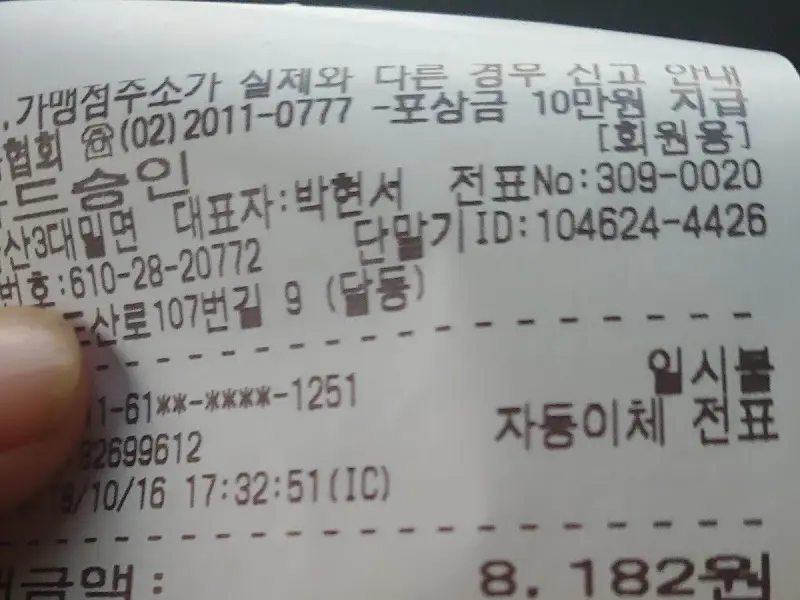 ,가맹점주소가 실제와 다른 경우 신고 안내
협회 ☏(02)2011-0777 -포상금 10만원 지급
[회원용]
드승인
산3대밀면 대표자:박현서 전표No:309-0020
번호:610-28-20772 단말기ID:104624-4426
도산로107번길 9 (달동)
일시불
11-61**-****-1251
자동이체 전표
82699612
/10/16 17:32:51(IC)
금액: 8,182원